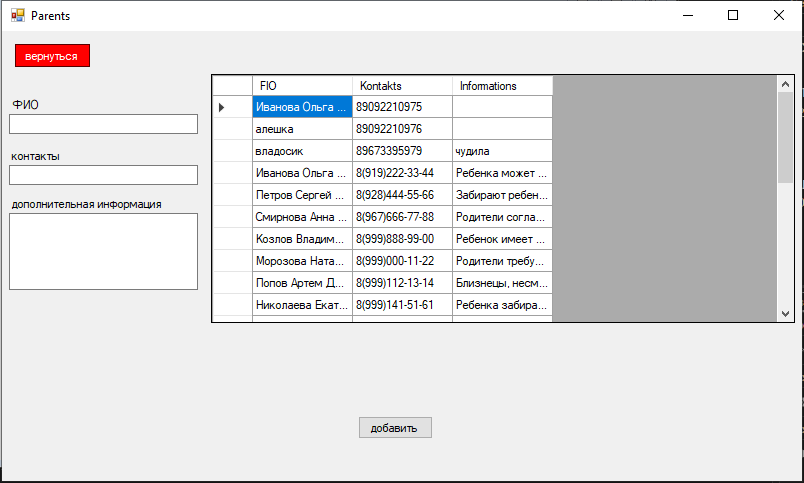 Parents
вернуться
ФИО
контакты
дополнительная информация
FIO Kontakts Informations
Иванова Ольга ... 89092210975
алешка 89092210976
владосик 89673395979 чудила
Иванова Ольга ... 8(919)222-33-44 Ребенка может ...
Петров Сергей ... 8(928)444-55-66 Забирают ребен...
Смирнова Анна ... 8(967)666-77-88 Родители согла...
Козлов Владим... 8(999)888-99-00 Ребенок имеет ...
Морозова Ната... 8(999)000-11-22 Родители требу...
Попов Артем Д... 8(999)112-13-14 Близнецы, несм...
Николаева Екат... 8(999)141-51-61 Ребенка забира...
добавить